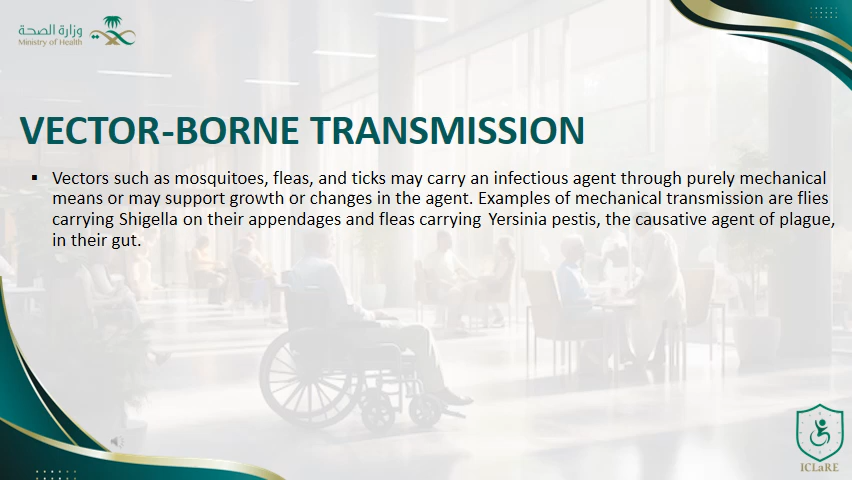 وزارة الصحة
Ministry of Health
VECTOR-BORNE TRANSMISSION
▪ Vectors such as mosquitoes, fleas, and ticks may carry an infectious agent through purely mechanical
means or may support growth or changes in the agent. Examples of mechanical transmission are flies
carrying Shigella on their appendages and fleas carrying Yersinia pestis, the causative agent of plague,
in their gut.
ICLaRE